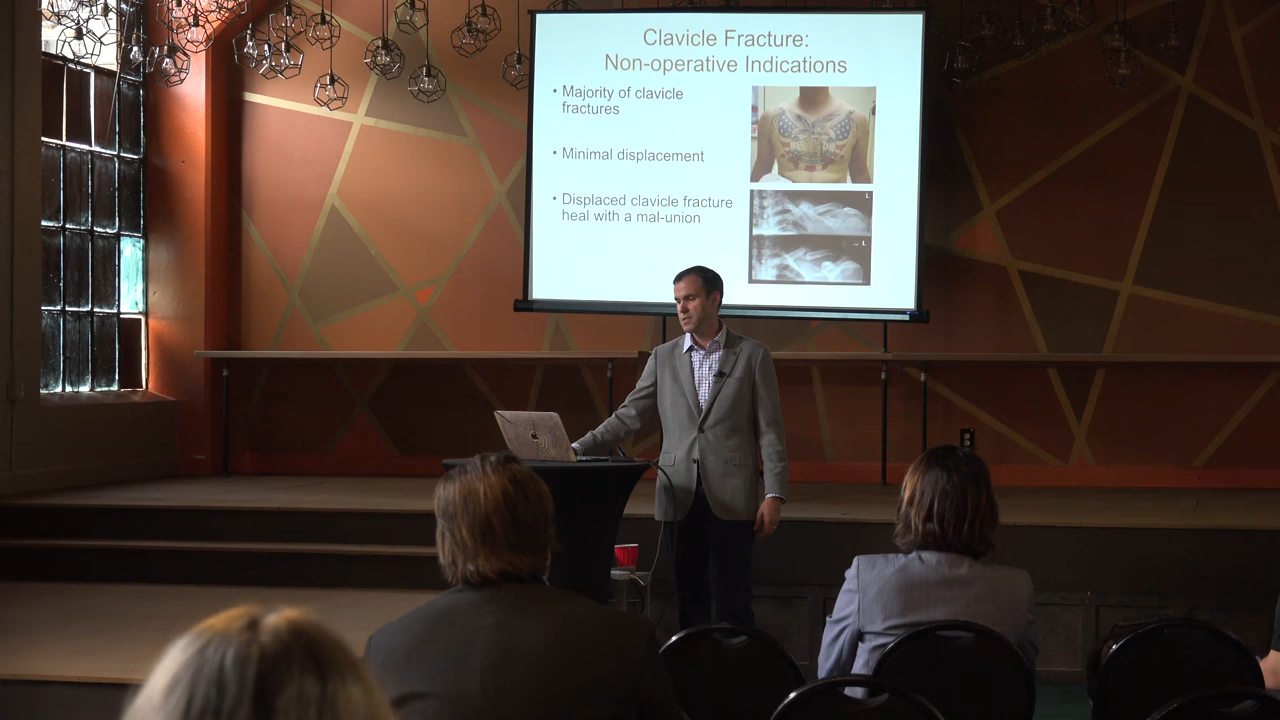 Clavicle Fracture:
Non-operative Indications
• Majority of clavicle
fractures
• Minimal displacement
• Displaced clavicle fracture
heal with a mal-union
L
L